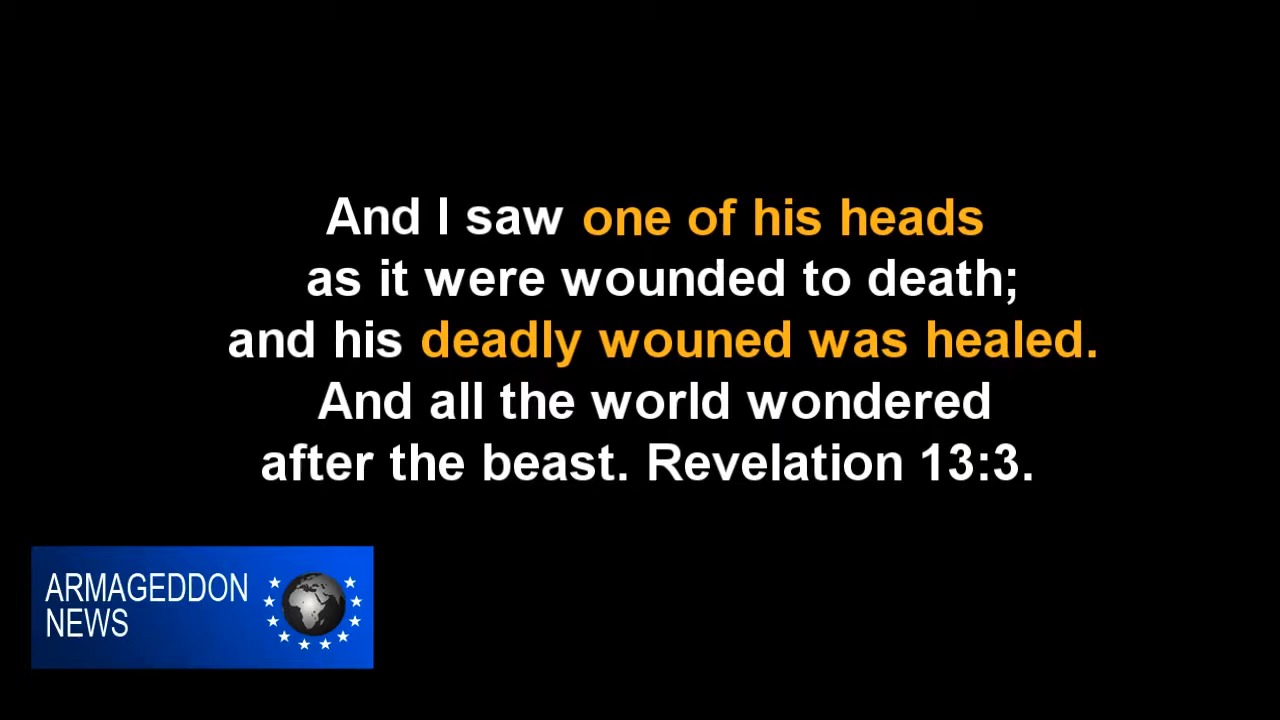 And I saw one of his heads
as it were wounded to death;
and his deadly wouned was healed.
And all the world wondered
after the beast. Revelation 13:3.
ARMAGEDDON
NEWS